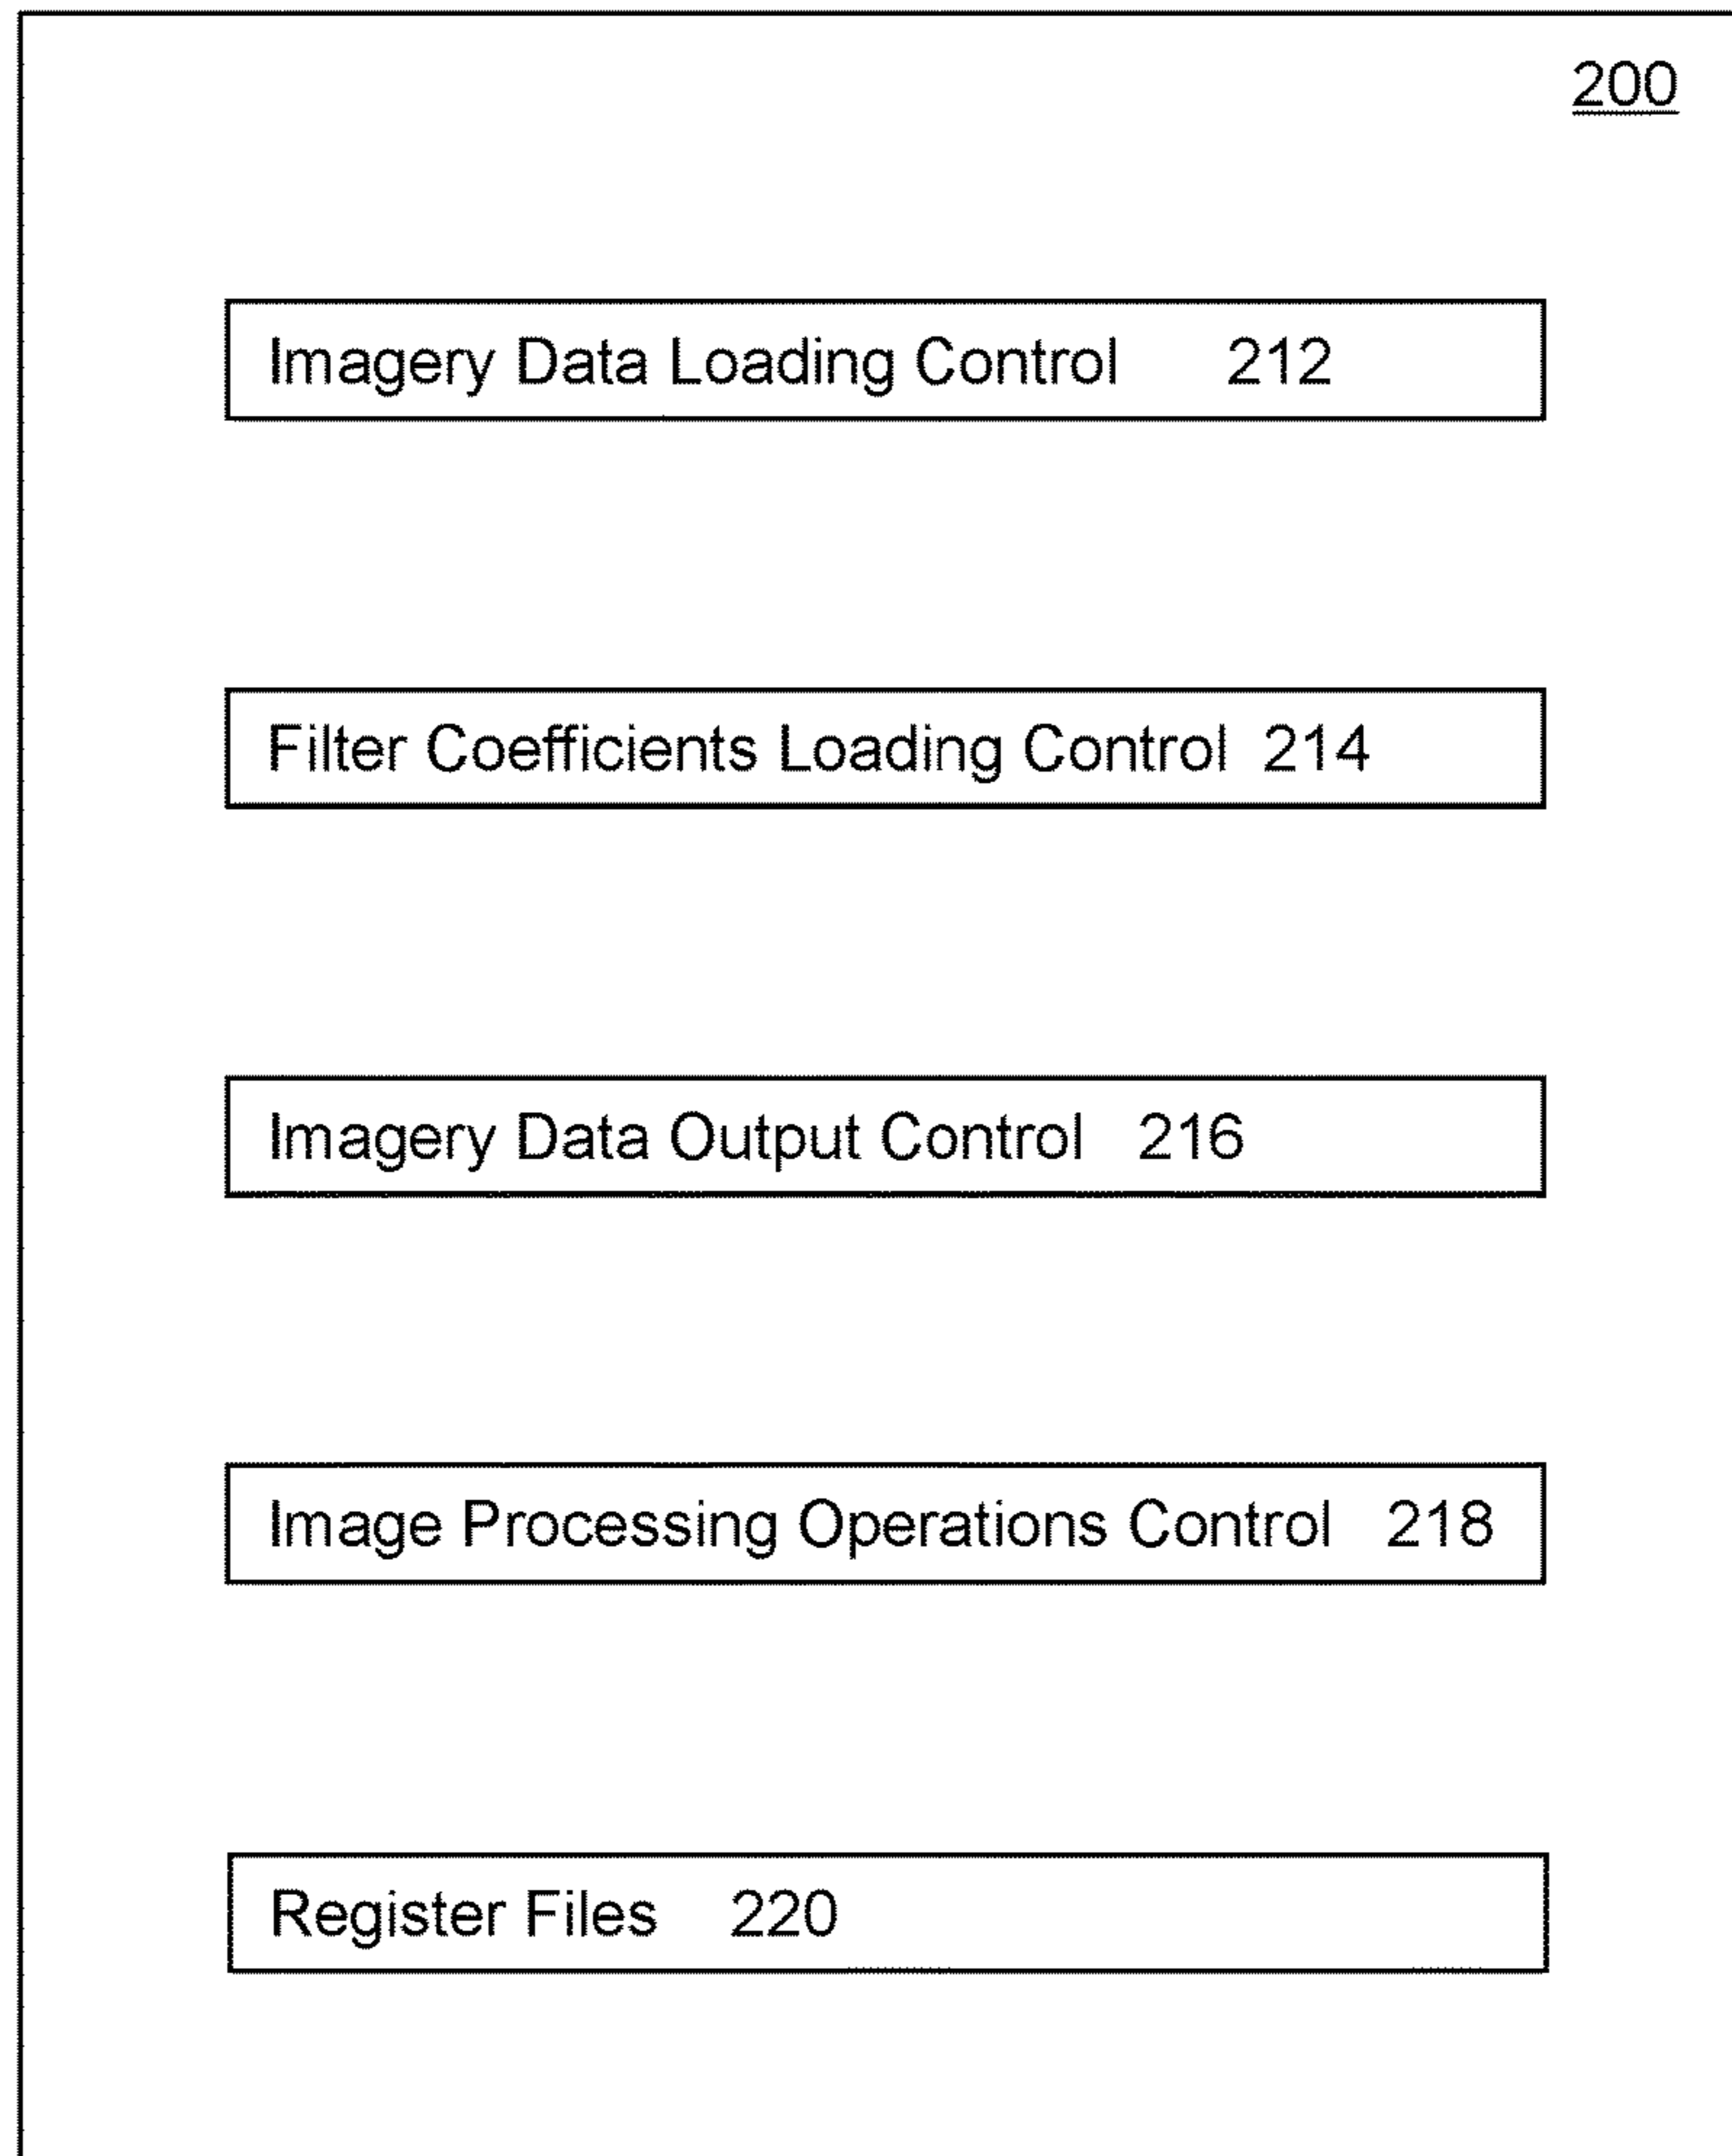 200
Imagery Data Loading Control 212
Filter Coefficients Loading Control 214
Imagery Data Output Control 216
Image Processing Operations Control 218
Register Files 220